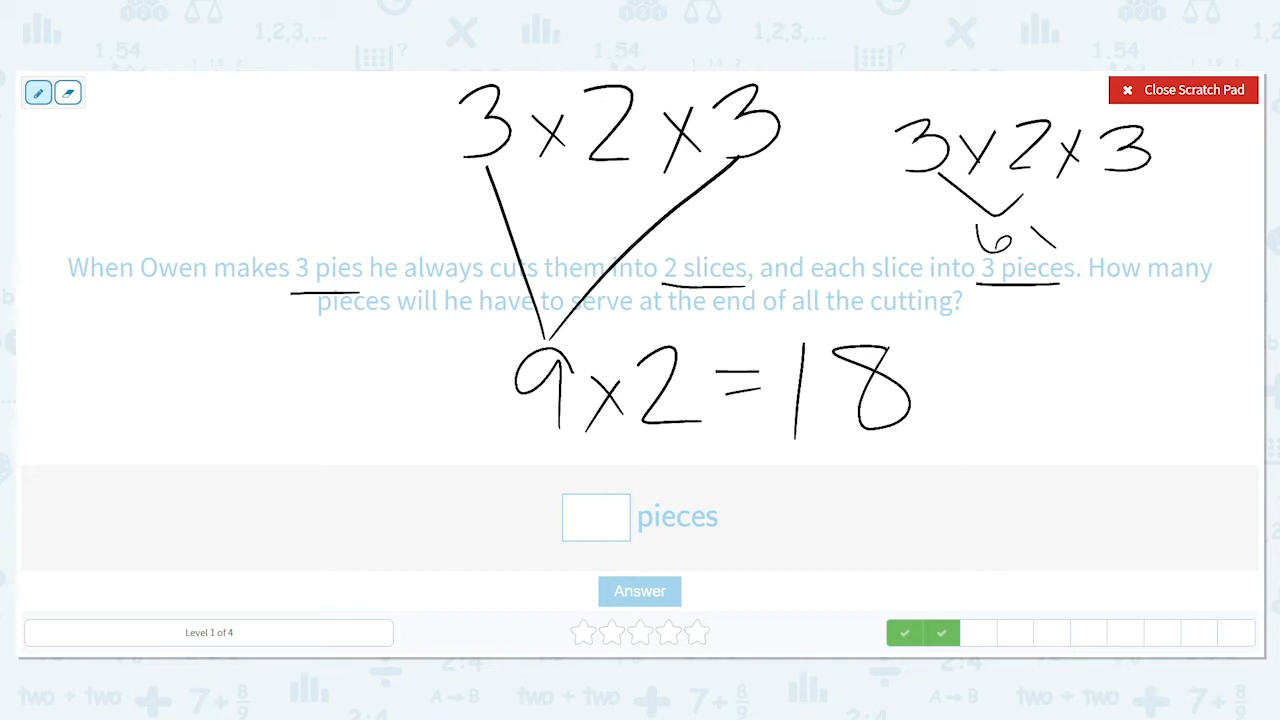 Close Scratch Pad
3 x 2 x 3
3 x 2 x 3
6 \
When Owen makes 3 pies he always cuts them into 2 slices, and each slice into 3 pieces. How many
pieces will he have to serve at the end of all the cutting?
9 x 2 = 18
pieces
Answer
Level 1 of 4